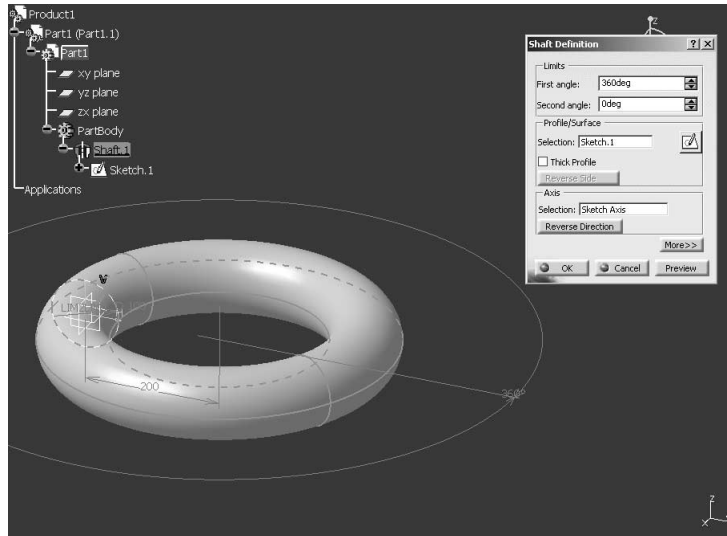 Product1
Part1 (Part1.1)
Part1
xy plane
yz plane
zx plane
PartBody
Shaft.1
Sketch.1
Applications
200
360°
z
Shaft Definition
Limits
First angle: 360deg
Second angle: 0deg
Profile/Surface
Selection: Sketch.1
Thick Profile
Reverse Side
Axis
Selection: Sketch Axis
Reverse Direction
More>>
OK Cancel Preview
z
x